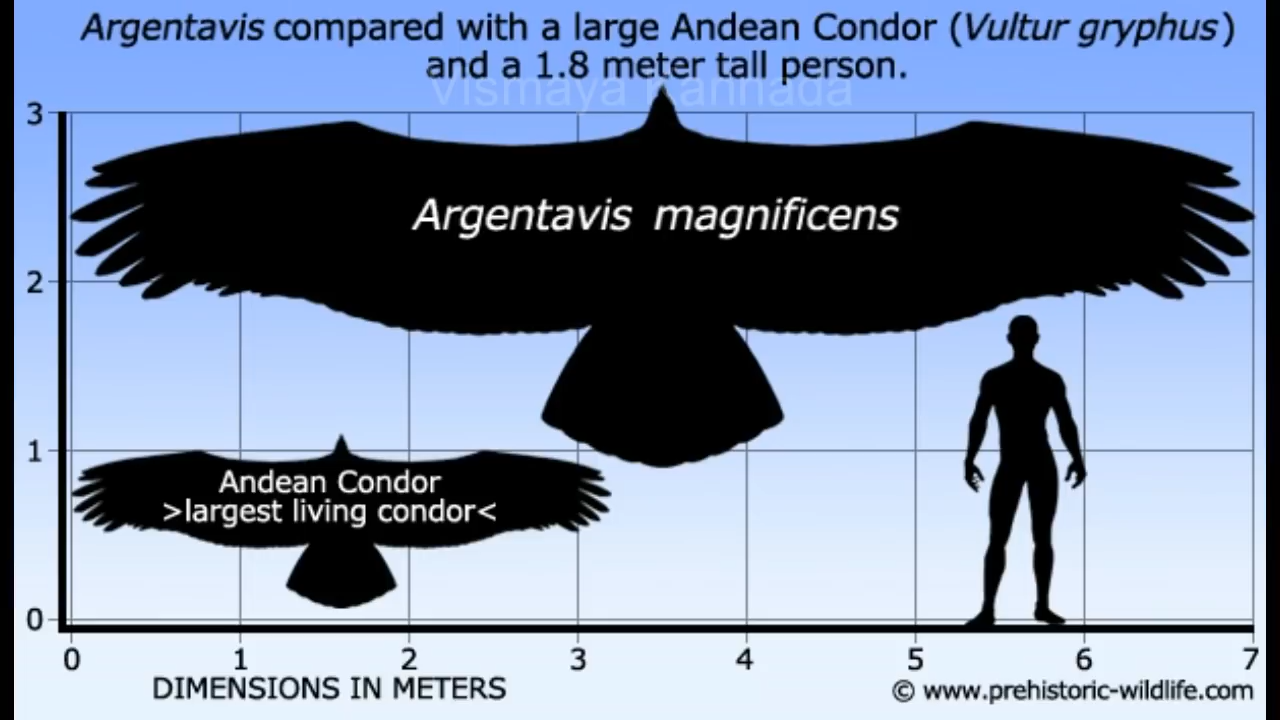 Argentavis compared with a large Andean Condor (Vultur gryphus)
and a 1.8 meter tall person.
Vismaya Kannada
3
Argentavis magnificens
2
1
Andean Condor
>largest living condor<
0
0 1 2 3 4 5 6 7
DIMENSIONS IN METERS
© www.prehistoric-wildlife.com